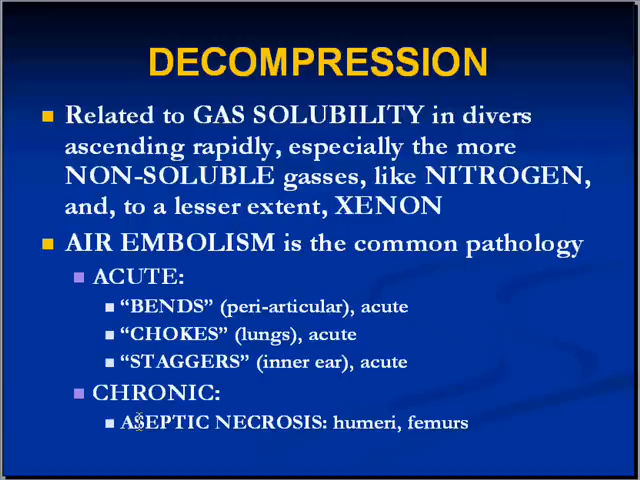 DECOMPRESSION
Related to GAS SOLUBILITY in divers
ascending rapidly, especially the more
NON-SOLUBLE gasses, like NITROGEN,
and, to a lesser extent, XENON
AIR EMBOLISM is the common pathology
ACUTE:
“BENDS” (peri-articular), acute
“CHOKES” (lungs), acute
“STAGGERS” (inner ear), acute
CHRONIC:
ASEPTIC NECROSIS: humeri, femurs